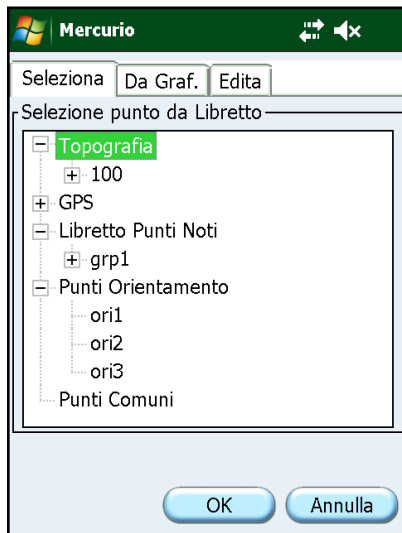 Mercurio
Seleziona Da Graf. Edita
Selezione punto da Libretto
Topografia
100
GPS
Libretto Punti Noti
grp1
Punti Orientamento
ori1
ori2
ori3
Punti Comuni
OK Annulla